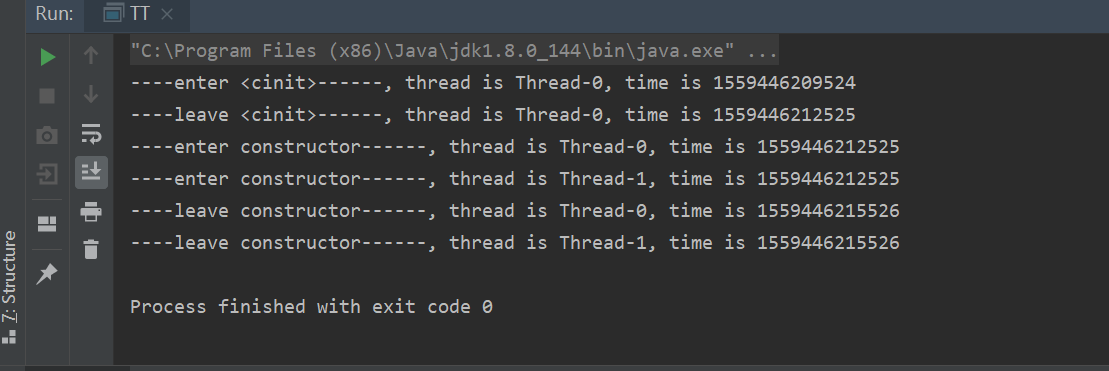 Run: TT
"C:\Program Files (x86)\Java\jdk1.8.0_144\bin\java.exe" ...
----enter <cinit>------, thread is Thread-0, time is 1559446209524
----leave <cinit>------, thread is Thread-0, time is 1559446212525
----enter constructor------, thread is Thread-0, time is 1559446212525
----enter constructor------, thread is Thread-1, time is 1559446212525
----leave constructor------, thread is Thread-0, time is 1559446215526
----leave constructor------, thread is Thread-1, time is 1559446215526
Process finished with exit code 0
7: Structure